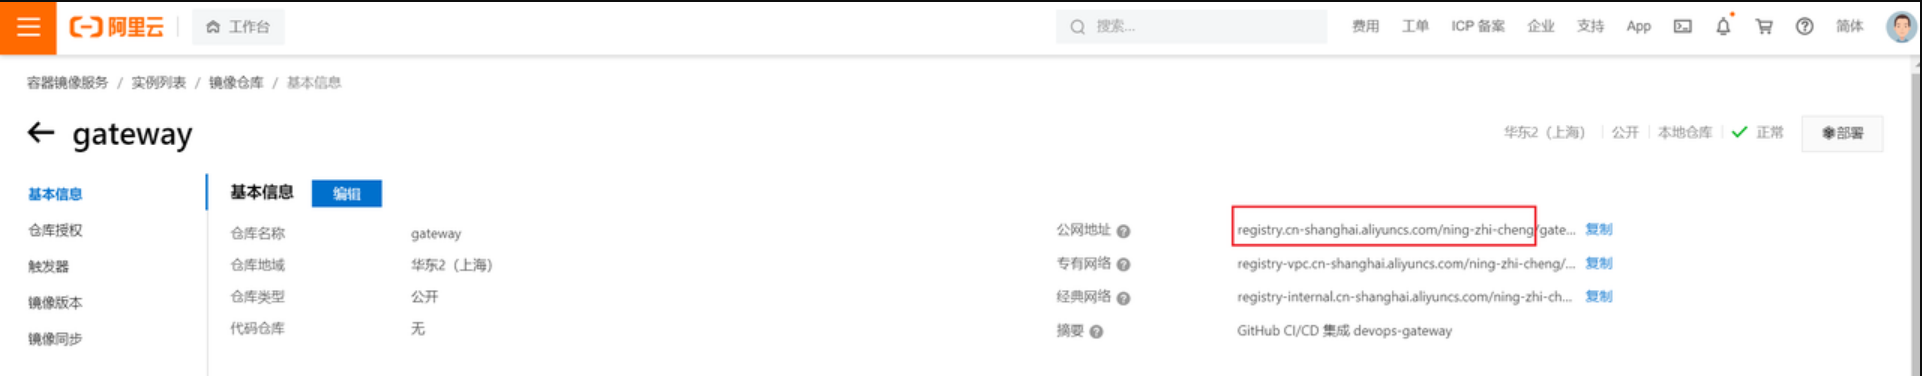 阿里云 工作台 搜索... 费用 工单 ICP 备案 企业 支持 App 简体
容器镜像服务 / 实例列表 / 镜像仓库 / 基本信息
gateway 华东2（上海） 公开 本地仓库 正常 部署
基本信息 基本信息 编辑
仓库授权 仓库名称 gateway 公网地址 registry.cn-shanghai.aliyuncs.com/ning-zhi-cheng/gate... 复制
触发器 仓库地域 华东2（上海） 专有网络 registry-vpc.cn-shanghai.aliyuncs.com/ning-zhi-cheng/... 复制
镜像版本 仓库类型 公开 经典网络 registry-internal.cn-shanghai.aliyuncs.com/ning-zhi-ch... 复制
镜像同步 代码仓库 无 摘要 GitHub CI/CD 集成 devops-gateway